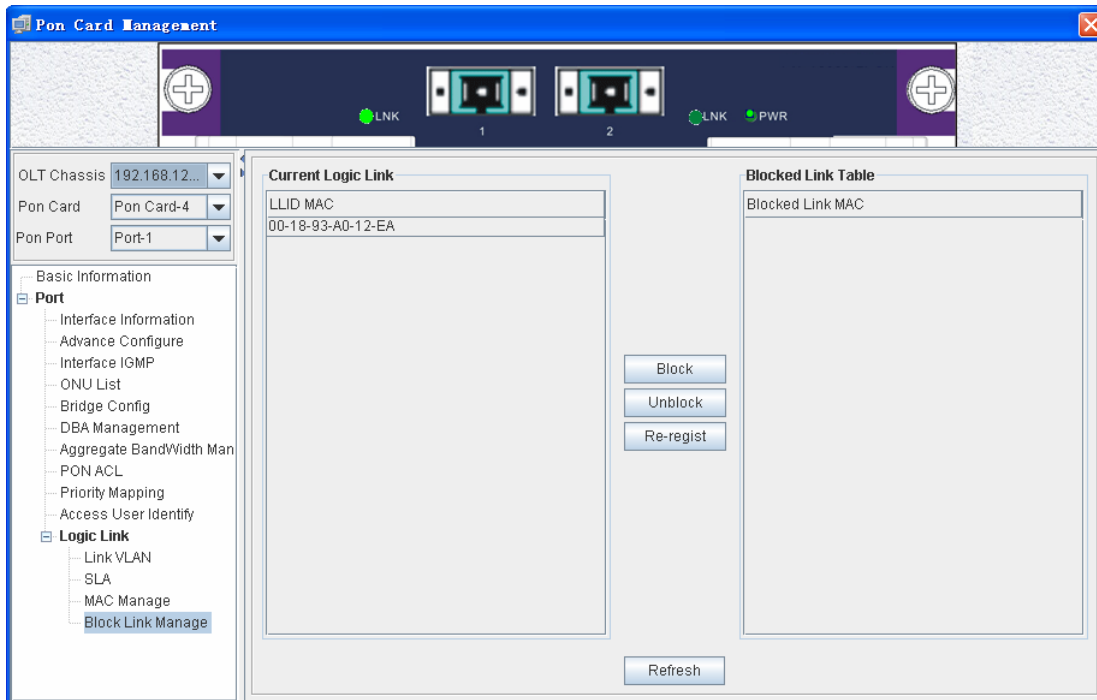 Pon Card Management
LNK
1
2
LNK
PWR
OLT Chassis 192.168.12...
Pon Card Pon Card-4
Pon Port Port-1
Basic Information
Port
Interface Information
Advance Configure
Interface IGMP
ONU List
Bridge Config
DBA Management
Aggregate BandWidth Man
PON ACL
Priority Mapping
Access User Identify
Logic Link
Link VLAN
SLA
MAC Manage
Block Link Manage
Current Logic Link
LLID MAC
00-18-93-A0-12-EA
Block
Unblock
Re-regist
Refresh
Blocked Link Table
Blocked Link MAC